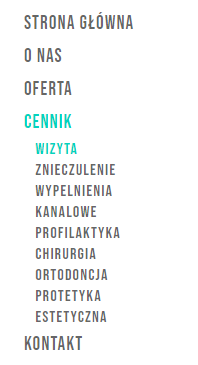 STRONA GŁÓWNA
O NAS
OFERTA
CENNIK
WIZYTA
ZNIECZULENIE
WYPEŁNIENIA
KANAŁOWE
PROFILAKTYKA
CHIRURGIA
ORTODONCJA
PROTETYKA
ESTETYCZNA
KONTAKT